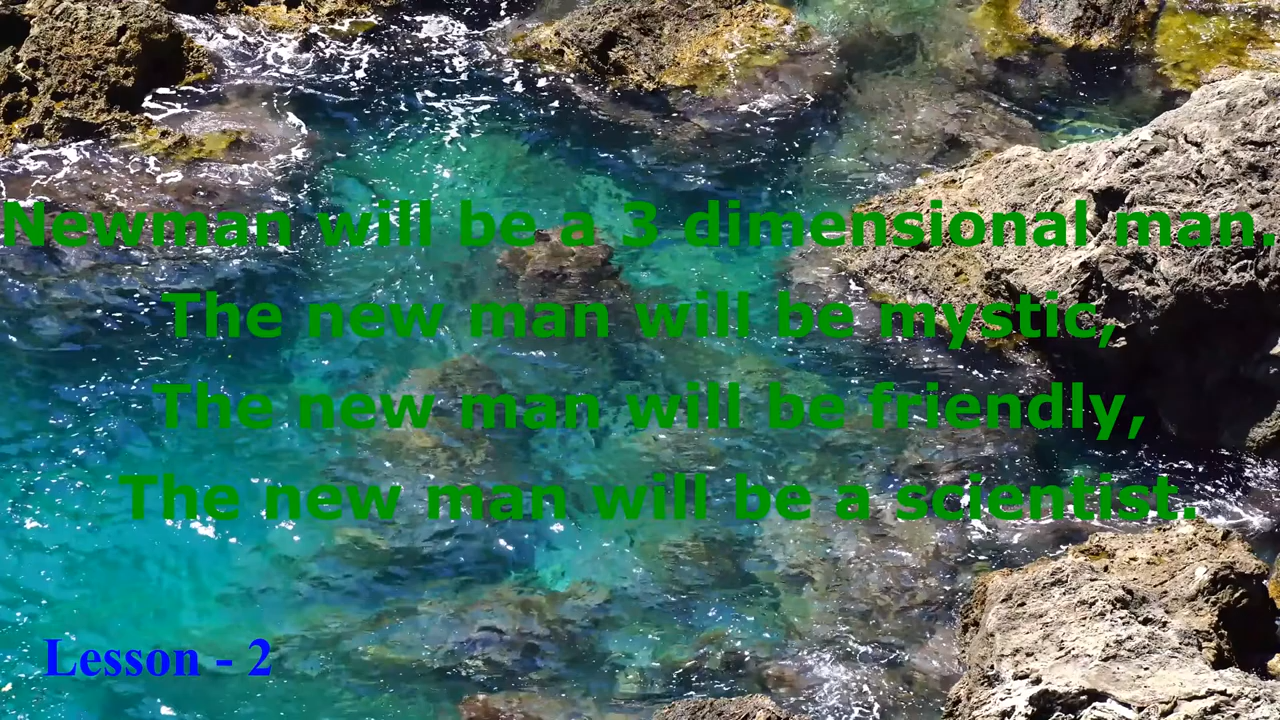 Newman will be a 3 dimensional man.
The new man will be mystic,
The new man will be friendly,
The new man will be a scientist.
Lesson - 2